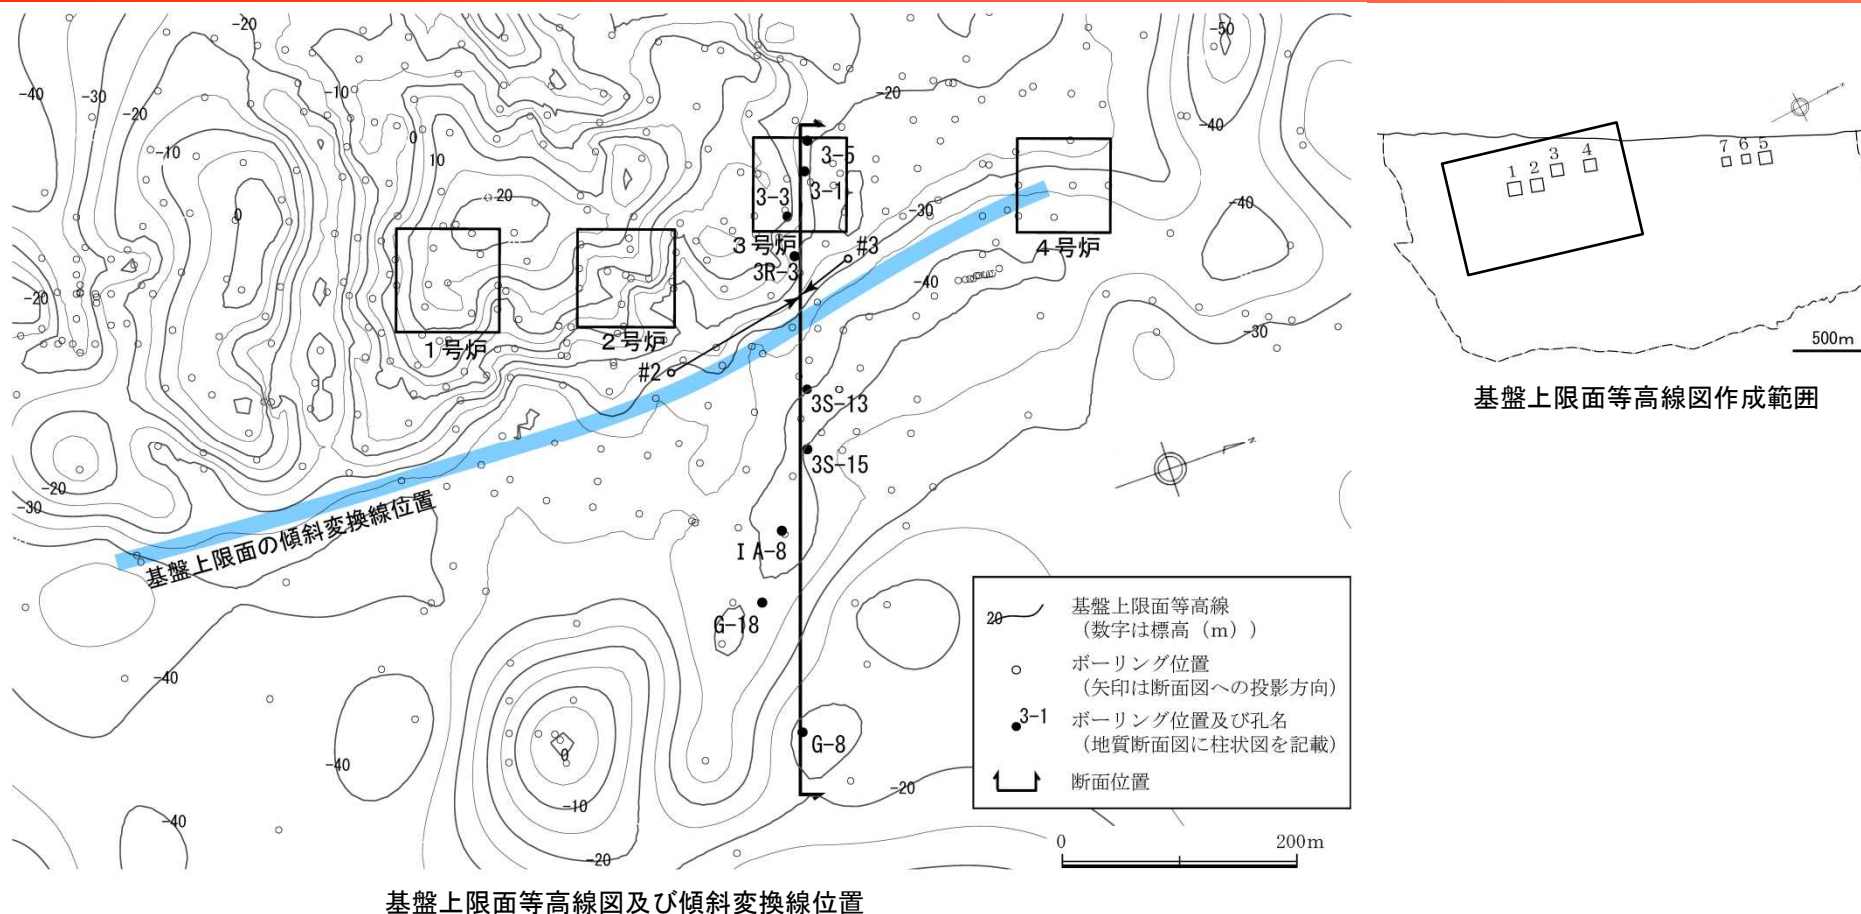 -20
-50
-40
-30
-20
-10
-10
0
10
-20
-20
-40
3-5
3-1
3-3
3号炉
3R-3
#3
-30
-40
4号炉
-40
-30
0
-20
1号炉
2号炉
#2
3S-13
3S-15
ⅠA-8
G-18
G-8
-20
-30
基盤上限面の傾斜変換線位置
-40
-40
-40
0
-10
-20
-20
N
20
基盤上限面等高線
(数字は標高(m))
ボーリング位置
(矢印は断面図への投影方向)
3-1
ボーリング位置及び孔名
(地質断面図に柱状図を記載)
断面位置
0
200m
基盤上限面等高線図及び傾斜変換線位置
1
2
3
4
7
6
5
500m
基盤上限面等高線図作成範囲